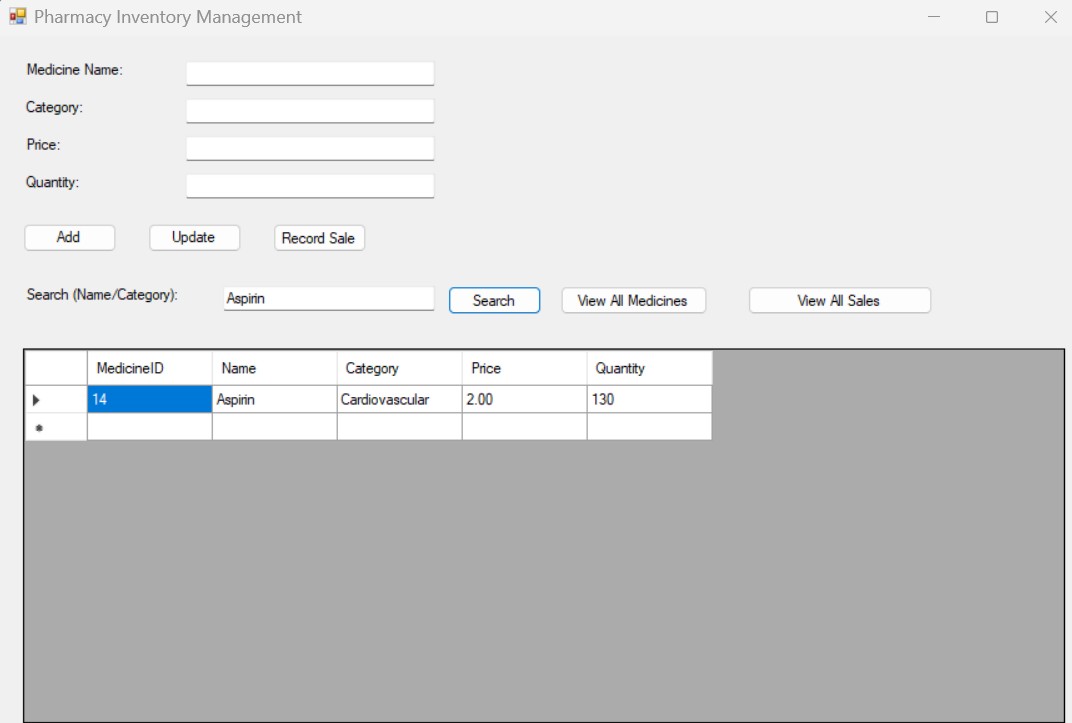 Pharmacy Inventory Management
Medicine Name:
Category:
Price:
Quantity:
Add Update Record Sale
Search (Name/Category): Aspirin Search View All Medicines View All Sales
MedicineID Name Category Price Quantity
14 Aspirin Cardiovascular 2.00 130